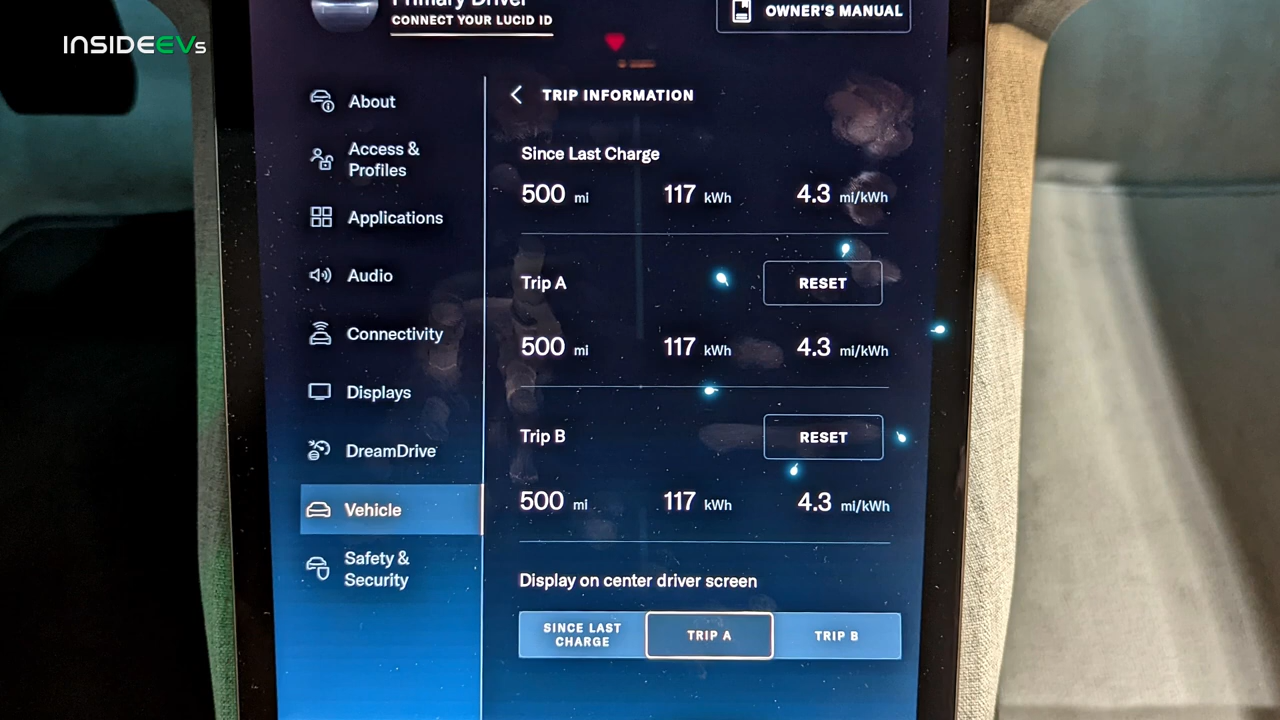 INSIDEEVs
Primary Driver
CONNECT YOUR LUCID ID
OWNER'S MANUAL
About
Access &
Profiles
Applications
Audio
Connectivity
Displays
DreamDrive
Vehicle
Safety &
Security
TRIP INFORMATION
Since Last Charge
500 mi 117 kWh 4.3 mi/kWh
Trip A RESET
500 mi 117 kWh 4.3 mi/kWh
Trip B RESET
500 mi 117 kWh 4.3 mi/kWh
Display on center driver screen
SINCE LAST
CHARGE
TRIP A
TRIP B